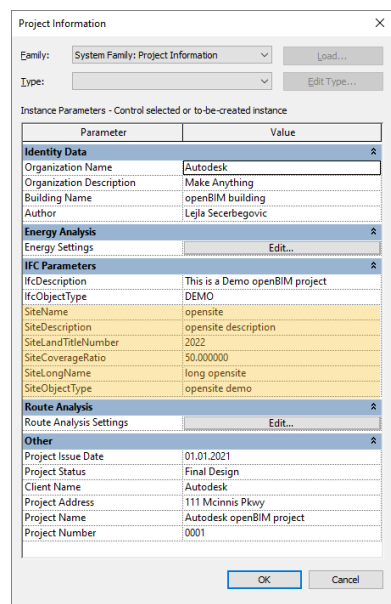 Project Information
Family: System Family: Project Information Load...
Type: Edit Type...
Instance Parameters - Control selected or to-be-created instance
Parameter Value
Identity Data
Organization Name Autodesk
Organization Description Make Anything
Building Name openBIM building
Author Lejla Secerbegovic
Energy Analysis
Energy Settings Edit...
IFC Parameters
IfcDescription This is a Demo openBIM project
IfcObjectType DEMO
SiteName opensite
SiteDescription opensite description
SiteLandTitleNumber 2022
SiteCoverageRatio 50.000000
SiteLongName long opensite
SiteObjectType opensite demo
Route Analysis
Route Analysis Settings Edit...
Other
Project Issue Date 01.01.2021
Project Status Final Design
Client Name Autodesk
Project Address 111 Mcinnis Pkwy
Project Name Autodesk openBIM project
Project Number 0001
OK Cancel